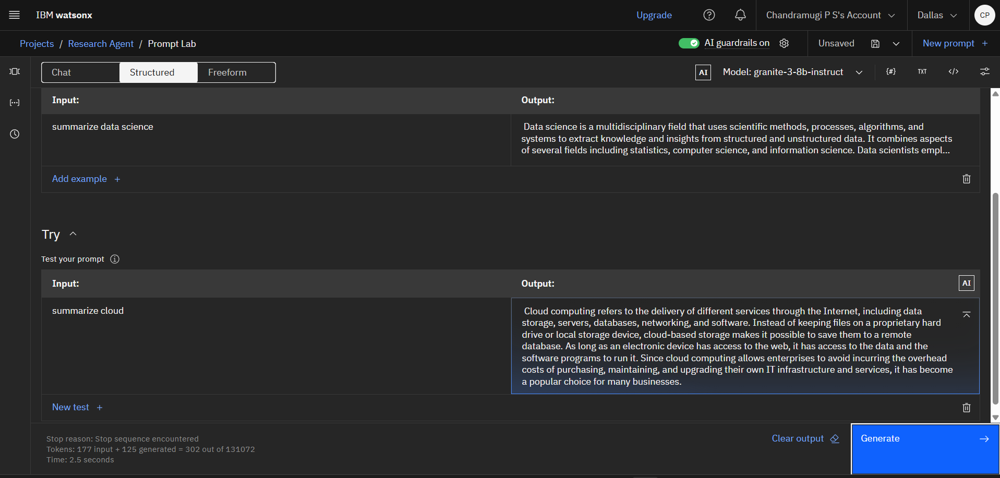 IBM watsonx
Upgrade
Chandramugi P S's Account
Dallas
CP
Projects / Research Agent / Prompt Lab
AI guardrails on
Unsaved
New prompt +
Chat
Structured
Freeform
AI
Model: granite-3-8b-instruct
{#}
TXT
</>
Input:
Output:
summarize data science
Data science is a multidisciplinary field that uses scientific methods, processes, algorithms, and
systems to extract knowledge and insights from structured and unstructured data. It combines aspects
of several fields including statistics, computer science, and information science. Data scientists empl...
Add example +
Try
Test your prompt
Input:
Output:
AI
summarize cloud
Cloud computing refers to the delivery of different services through the Internet, including data
storage, servers, databases, networking, and software. Instead of keeping files on a proprietary hard
drive or local storage device, cloud-based storage makes it possible to save them to a remote
database. As long as an electronic device has access to the web, it has access to the data and the
software programs to run it. Since cloud computing allows enterprises to avoid incurring the overhead
costs of purchasing, maintaining, and upgrading their own IT infrastructure and services, it has become
a popular choice for many businesses.
New test +
Stop reason: Stop sequence encountered
Tokens: 177 input + 125 generated = 302 out of 131072
Time: 2.5 seconds
Clear output
Generate